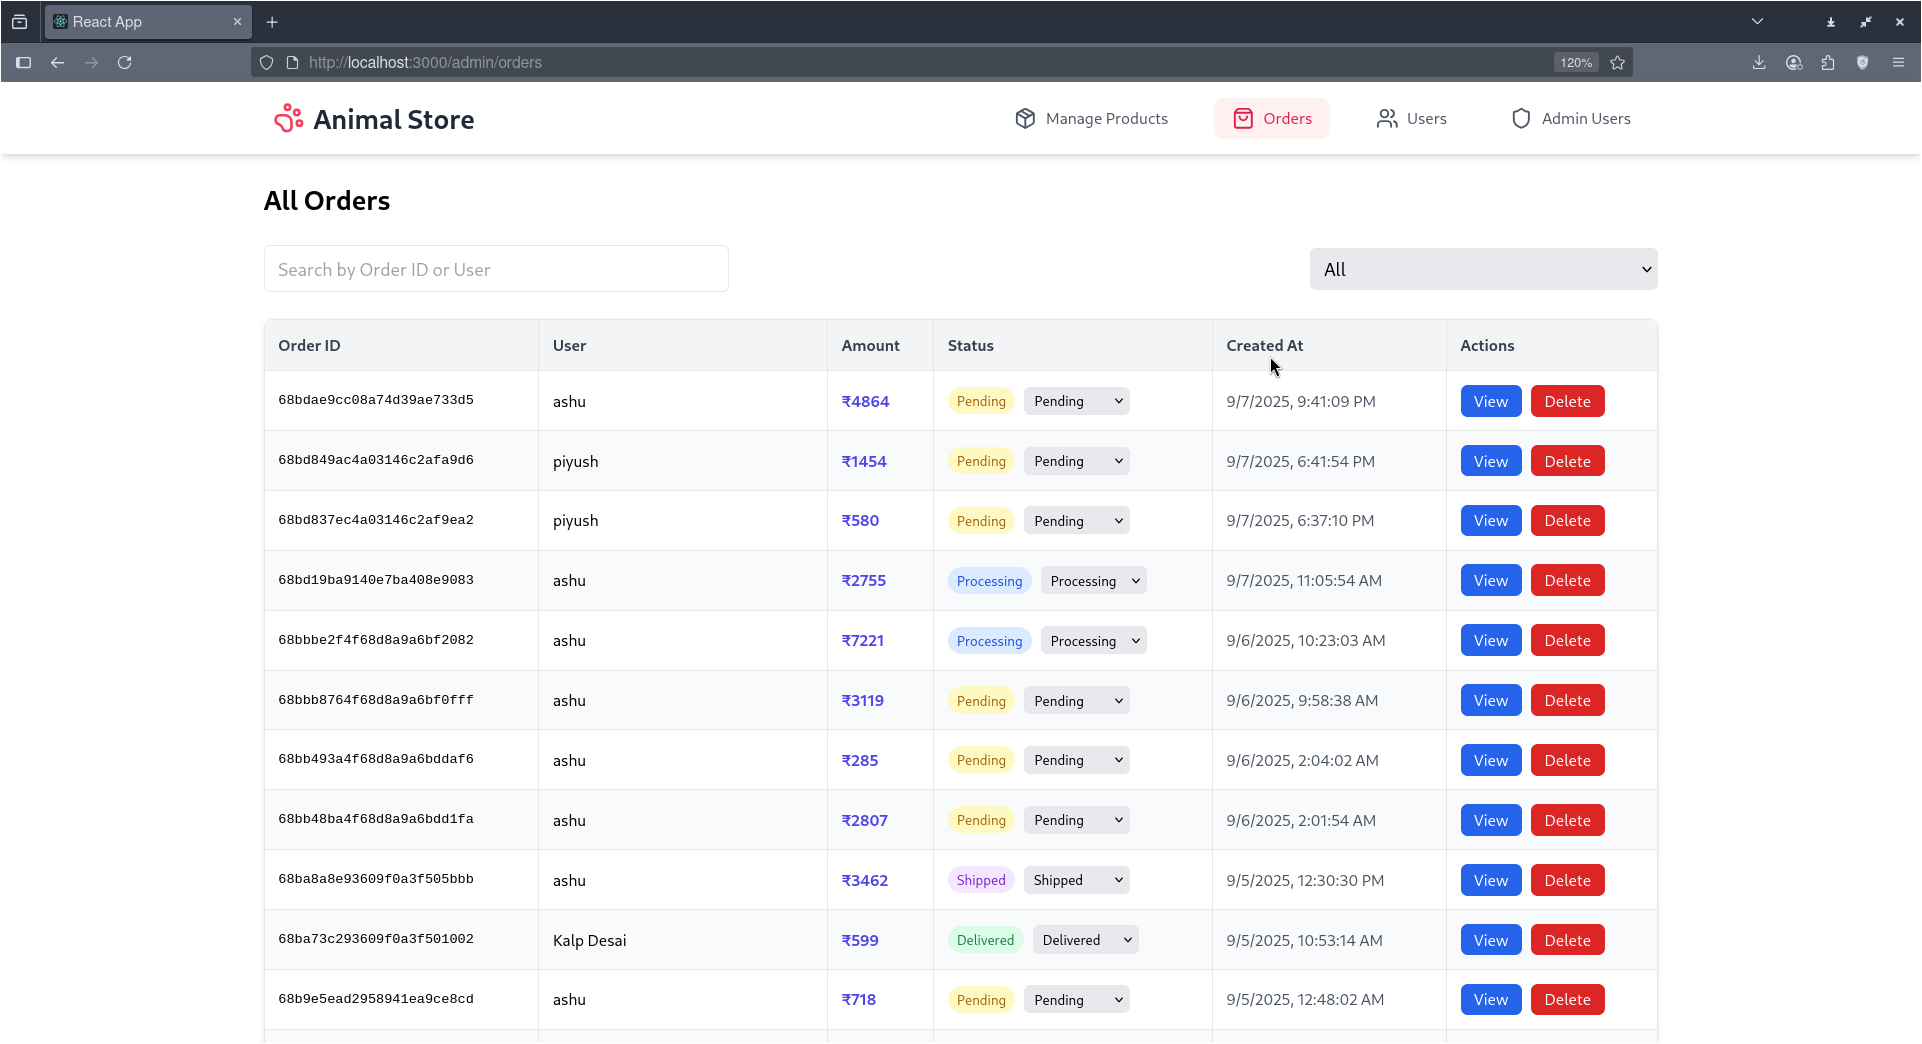 React App
http://localhost:3000/admin/orders
120%
Animal Store
Manage Products
Orders
Users
Admin Users
All Orders
Search by Order ID or User
All
Order ID User Amount Status Created At Actions
68bdae9cc08a74d39ae733d5 ashu ₹4864 Pending Pending 9/7/2025, 9:41:09 PM View Delete
68bd849ac4a03146c2afa9d6 piyush ₹1454 Pending Pending 9/7/2025, 6:41:54 PM View Delete
68bd837ec4a03146c2af9ea2 piyush ₹580 Pending Pending 9/7/2025, 6:37:10 PM View Delete
68bd19ba9140e7ba408e9083 ashu ₹2755 Processing Processing 9/7/2025, 11:05:54 AM View Delete
68bbbe2f4f68d8a9a6bf2082 ashu ₹7221 Processing Processing 9/6/2025, 10:23:03 AM View Delete
68bbb8764f68d8a9a6bf0fff ashu ₹3119 Pending Pending 9/6/2025, 9:58:38 AM View Delete
68bb493a4f68d8a9a6bddaf6 ashu ₹285 Pending Pending 9/6/2025, 2:04:02 AM View Delete
68bb48ba4f68d8a9a6bdd1fa ashu ₹2807 Pending Pending 9/6/2025, 2:01:54 AM View Delete
68ba8a8e93609f0a3f505bbb ashu ₹3462 Shipped Shipped 9/5/2025, 12:30:30 PM View Delete
68ba73c293609f0a3f501002 Kalp Desai ₹599 Delivered Delivered 9/5/2025, 10:53:14 AM View Delete
68b9e5ead2958941ea9ce8cd ashu ₹718 Pending Pending 9/5/2025, 12:48:02 AM View Delete